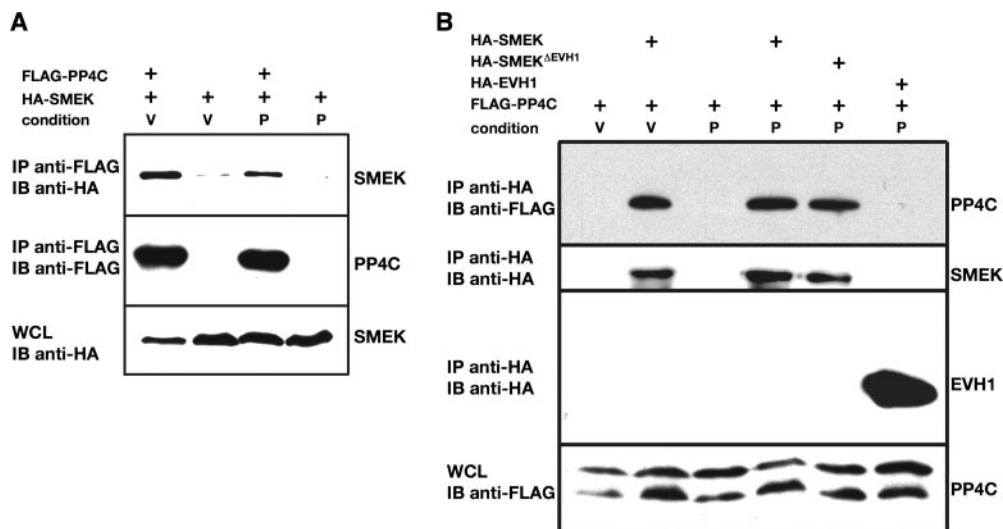 A
FLAG-PP4C + +
HA-SMEK + + + +
condition V V P P
IP anti-FLAG
IB anti-HA
SMEK
IP anti-FLAG
IB anti-FLAG
PP4C
WCL
IB anti-HA
SMEK
B
HA-SMEK + +
HA-SMEK^ΔEVH1 +
HA-EVH1 +
FLAG-PP4C + + + + + +
condition V V P P P P
IP anti-HA
IB anti-FLAG
PP4C
IP anti-HA
IB anti-HA
SMEK
IP anti-HA
IB anti-HA
EVH1
WCL
IB anti-FLAG
PP4C